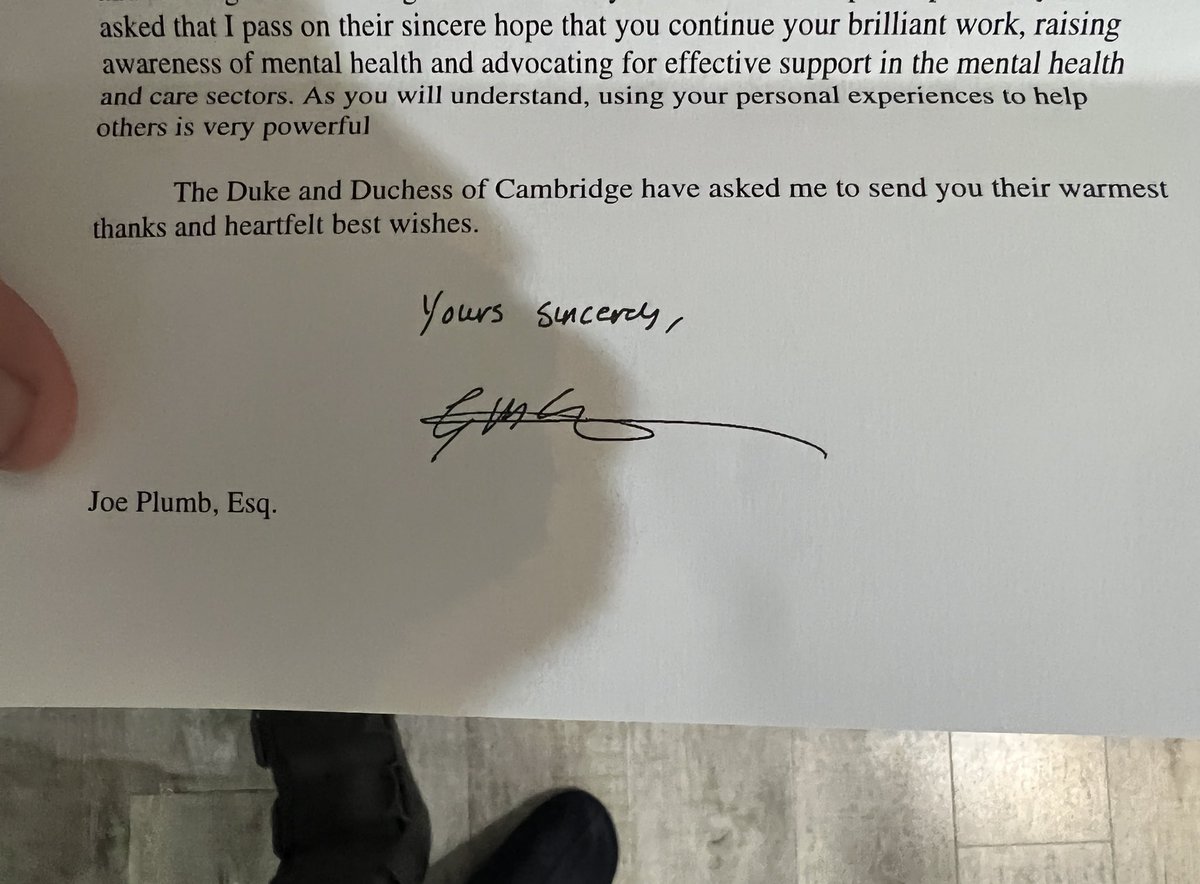 asked that I pass on their sincere hope that you continue your brilliant work, raising
awareness of mental health and advocating for effective support in the mental health
and care sectors. As you will understand, using your personal experiences to help
others is very powerful
The Duke and Duchess of Cambridge have asked me to send you their warmest
thanks and heartfelt best wishes.
Yours sincerely,
Joe Plumb, Esq.